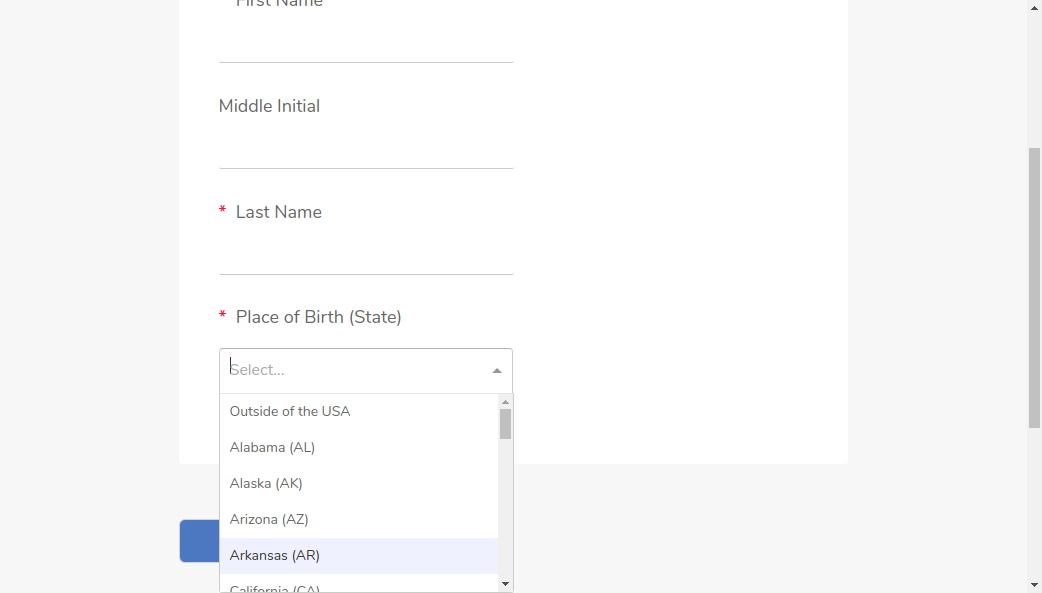 * First Name
Middle Initial
* Last Name
* Place of Birth (State)
Select...
Outside of the USA
Alabama (AL)
Alaska (AK)
Arizona (AZ)
Arkansas (AR)
California (CA)